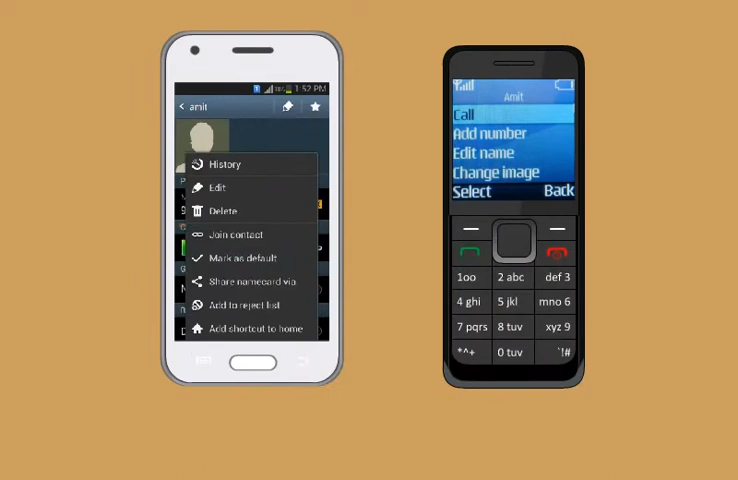 1:52 PM
amit
History
Edit
Delete
Join contact
Mark as default
Share namecard via
Add to reject list
Add shortcut to home
Amit
Call
Add number
Edit name
Change image
Select Back
1oo 2 abc def 3
4 ghi 5 jkl mno 6
7 pqrs 8 tuv xyz 9
*^+ 0 tuv `!#